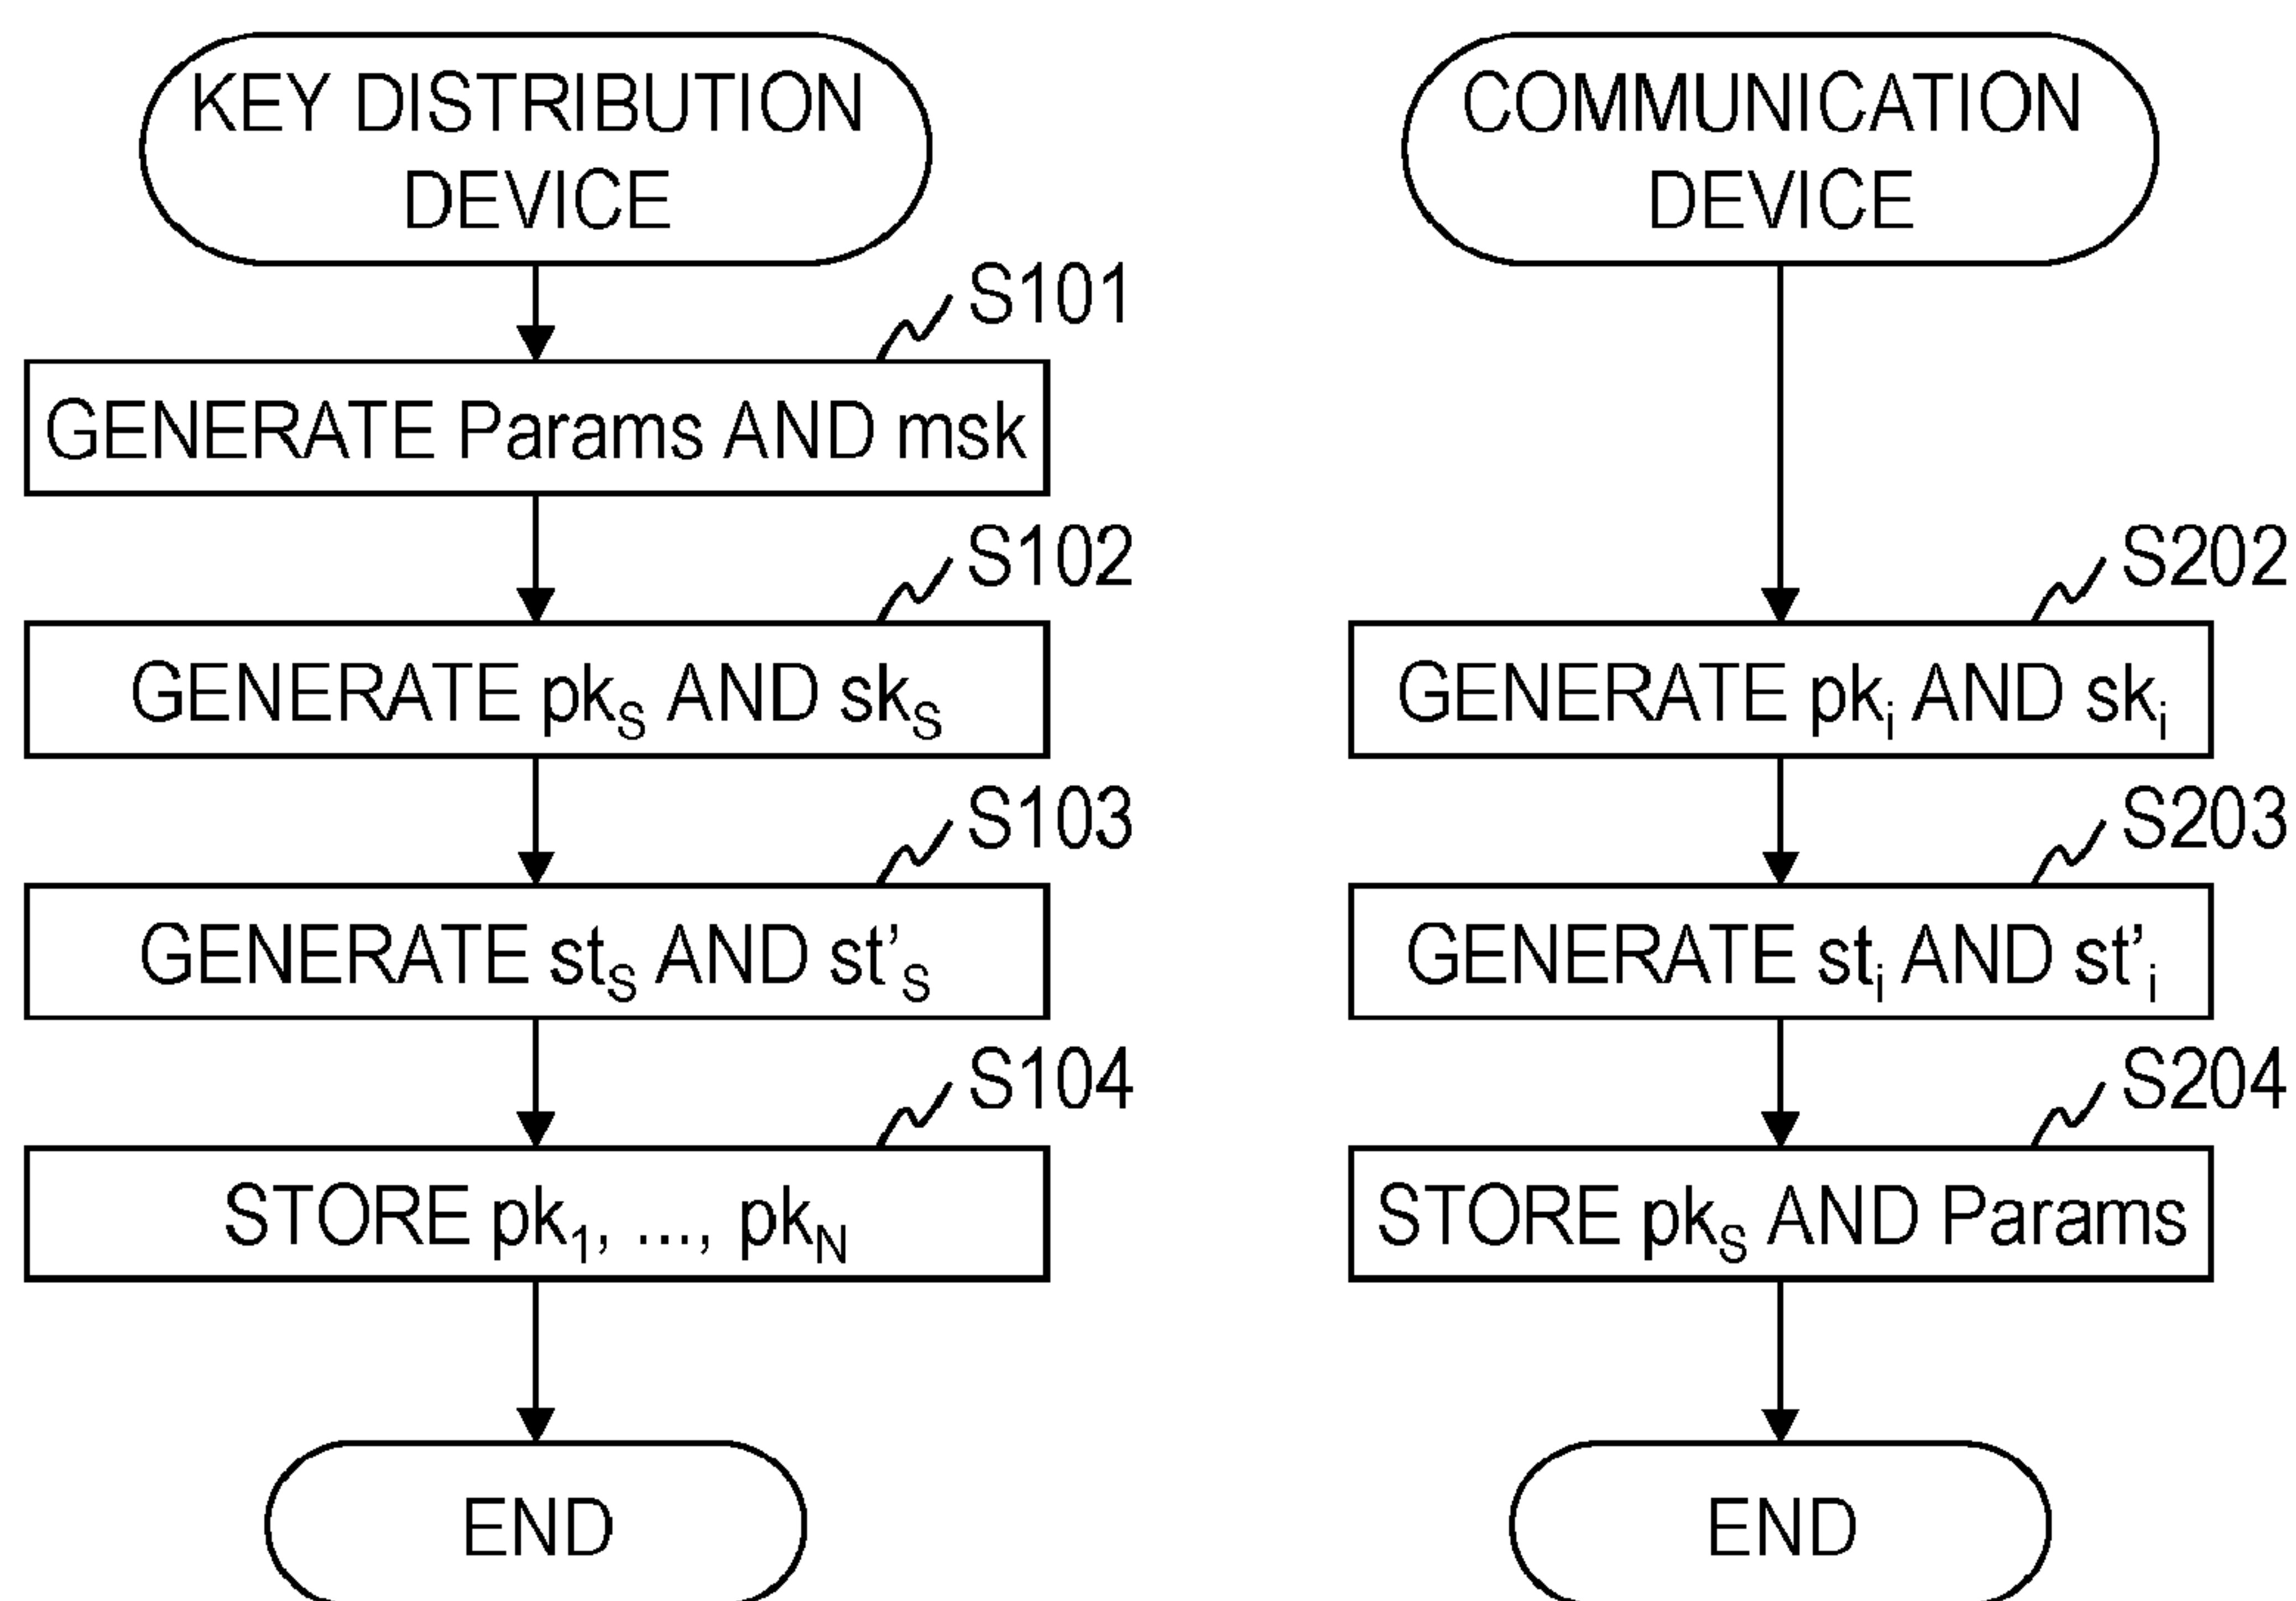 KEY DISTRIBUTION
DEVICE
S101
GENERATE Params AND msk
S102
GENERATE pkS AND skS
S103
GENERATE stS AND st’S
S104
STORE pk1, ..., pkN
END
COMMUNICATION
DEVICE
S202
GENERATE pki AND ski
S203
GENERATE sti AND st’i
S204
STORE pkS AND Params
END